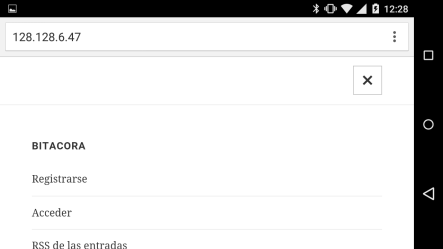 12:28
128.128.6.47
BITACORA
Registrarse
Acceder
RSS de las entradas